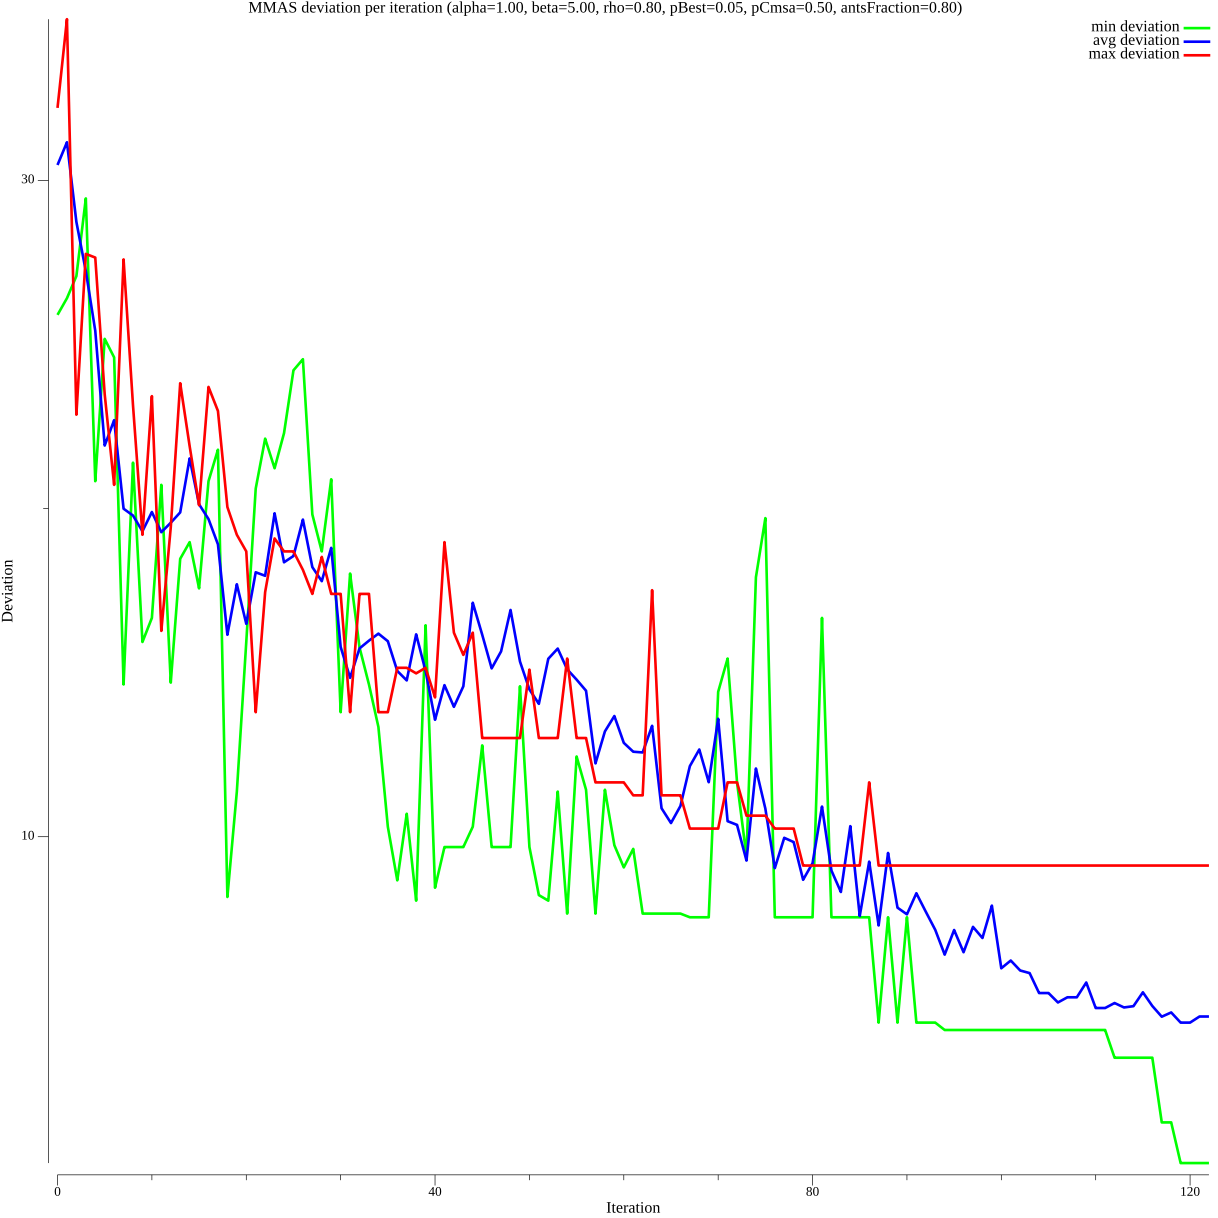 MMAS deviation per iteration (alpha=1.00, beta=5.00, rho=0.80, pBest=0.05, pCmsa=0.50, antsFraction=0.80)
min deviation
avg deviation
max deviation
30
10
Deviation
0 40 80 120
Iteration